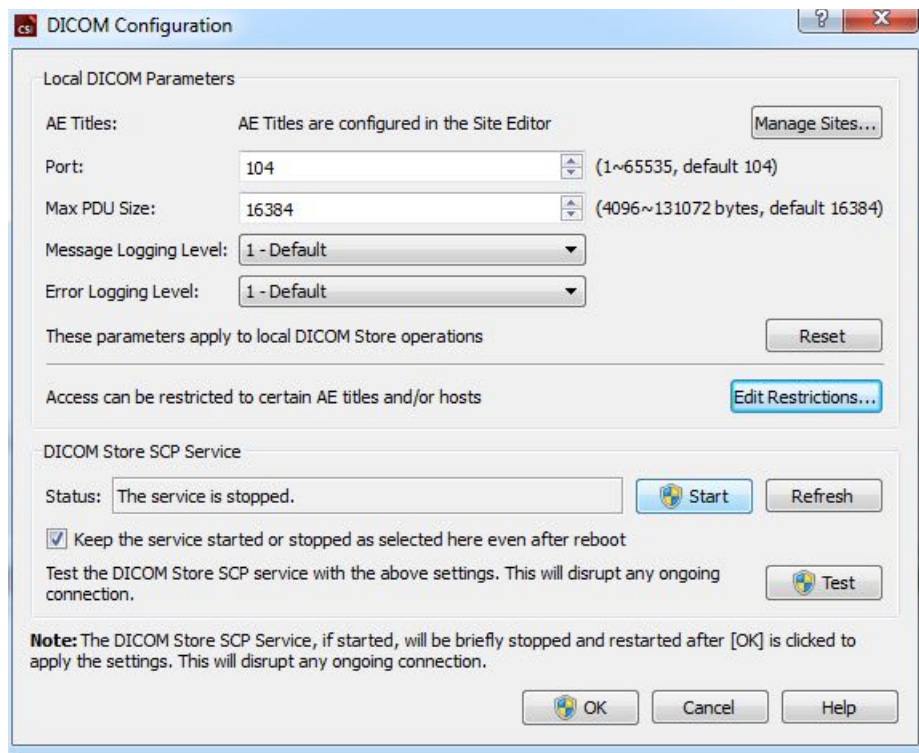 CSI DICOM Configuration
Local DICOM Parameters
AE Titles: AE Titles are configured in the Site Editor Manage Sites...
Port: 104 (1~65535, default 104)
Max PDU Size: 16384 (4096~131072 bytes, default 16384)
Message Logging Level: 1 - Default
Error Logging Level: 1 - Default
These parameters apply to local DICOM Store operations Reset
Access can be restricted to certain AE titles and/or hosts Edit Restrictions...
DICOM Store SCP Service
Status: The service is stopped. Start Refresh
Keep the service started or stopped as selected here even after reboot
Test the DICOM Store SCP service with the above settings. This will disrupt any ongoing
connection. Test
Note: The DICOM Store SCP Service, if started, will be briefly stopped and restarted after [OK] is clicked to
apply the settings. This will disrupt any ongoing connection.
OK Cancel Help